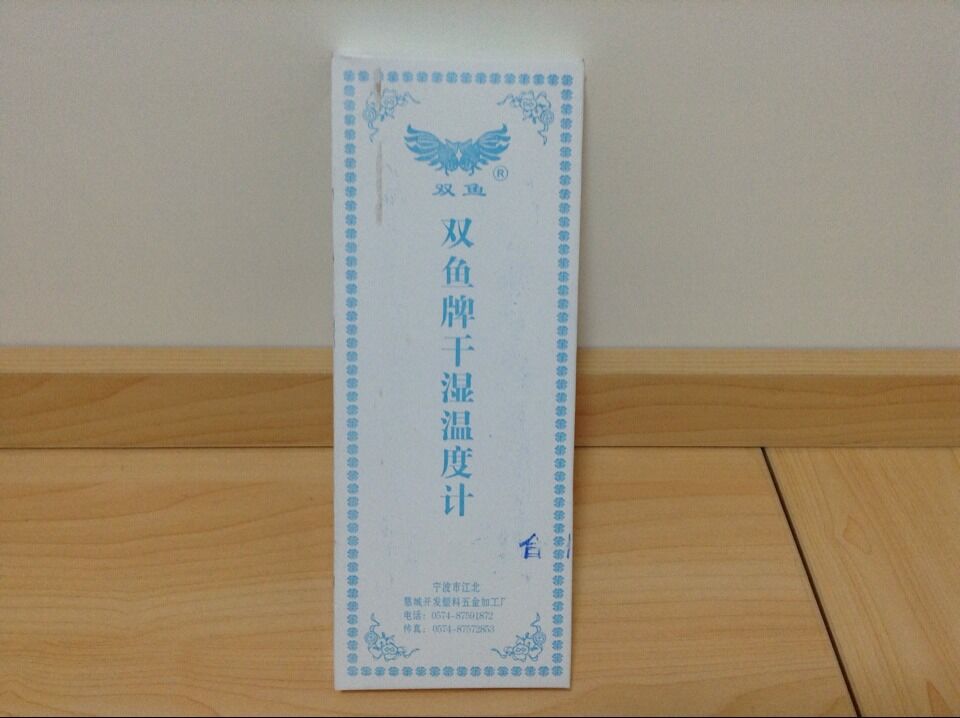 ®
双鱼
双鱼牌干湿温度计
宁波市江北
慈城开发塑料五金加工厂
电话：0574-87591872
传真：0574-87572853